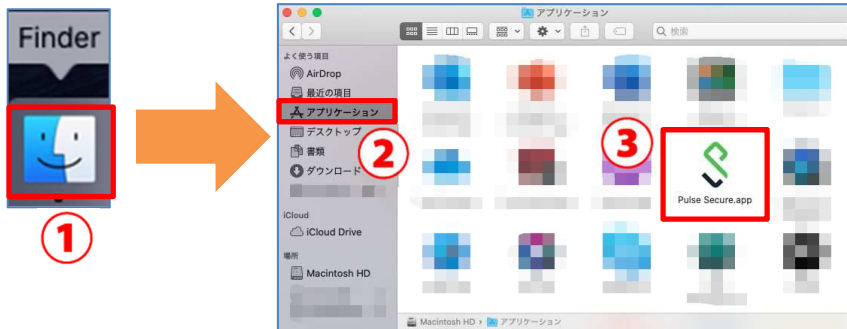 Finder
①
アプリケーション
検索
よく使う項目
AirDrop
最近の項目
アプリケーション
デスクトップ
書類
ダウンロード
②
③
Pulse Secure.app
iCloud
iCloud Drive
場所
Macintosh HD
Macintosh HD › アプリケーション